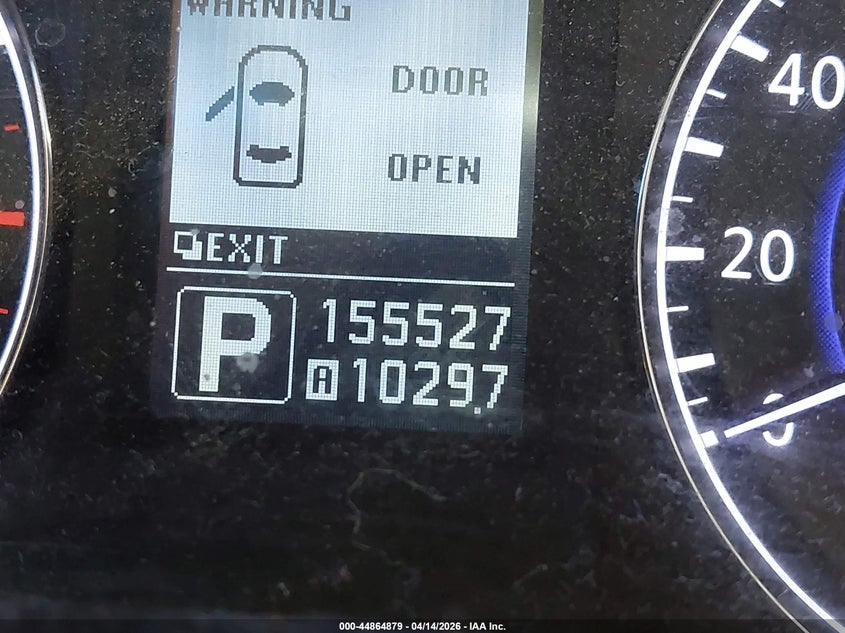 WARNING
DOOR
OPEN
EXIT
P
155527
A 1029.7
40
20
0
000-44864879 - 04/14/2026 - IAA Inc.